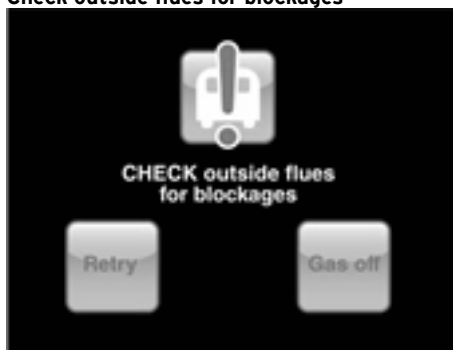 Check outside flues for blockages
CHECK outside flues
for blockages
Retry
Gas off